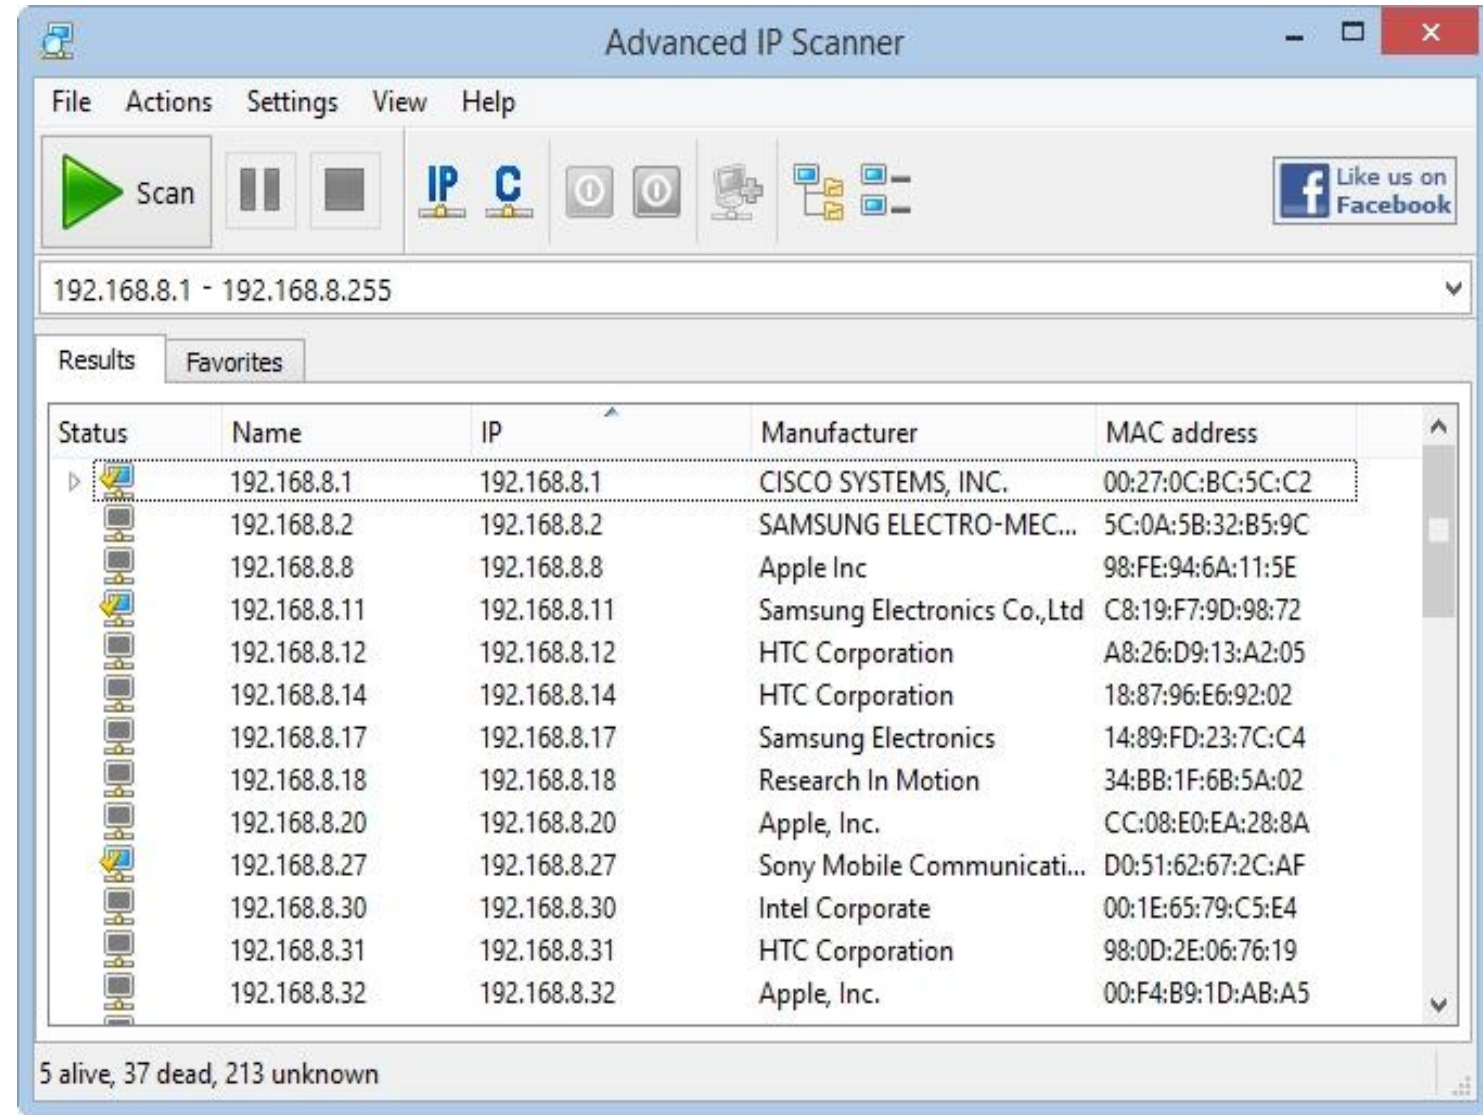 Advanced IP Scanner
File Actions Settings View Help
Scan IP C Like us on
Facebook
192.168.8.1 - 192.168.8.255
Results Favorites
Status Name IP Manufacturer MAC address
192.168.8.1 192.168.8.1 CISCO SYSTEMS, INC. 00:27:0C:BC:5C:C2
192.168.8.2 192.168.8.2 SAMSUNG ELECTRO-MEC... 5C:0A:5B:32:B5:9C
192.168.8.8 192.168.8.8 Apple Inc 98:FE:94:6A:11:5E
192.168.8.11 192.168.8.11 Samsung Electronics Co.,Ltd C8:19:F7:9D:98:72
192.168.8.12 192.168.8.12 HTC Corporation A8:26:D9:13:A2:05
192.168.8.14 192.168.8.14 HTC Corporation 18:87:96:E6:92:02
192.168.8.17 192.168.8.17 Samsung Electronics 14:89:FD:23:7C:C4
192.168.8.18 192.168.8.18 Research In Motion 34:BB:1F:6B:5A:02
192.168.8.20 192.168.8.20 Apple, Inc. CC:08:E0:EA:28:8A
192.168.8.27 192.168.8.27 Sony Mobile Communicati... D0:51:62:67:2C:AF
192.168.8.30 192.168.8.30 Intel Corporate 00:1E:65:79:C5:E4
192.168.8.31 192.168.8.31 HTC Corporation 98:0D:2E:06:76:19
192.168.8.32 192.168.8.32 Apple, Inc. 00:F4:B9:1D:AB:A5
5 alive, 37 dead, 213 unknown